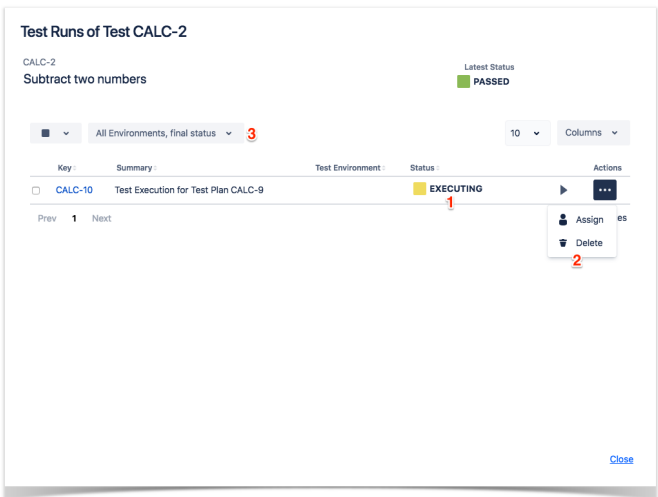 Test Runs of Test CALC-2
CALC-2
Subtract two numbers
Latest Status
PASSED
All Environments, final status 3
10 Columns
Key Summary Test Environment Status Actions
CALC-10 Test Execution for Test Plan CALC-9 EXECUTING
1
Prev 1 Next
Assign
Delete
2
Close